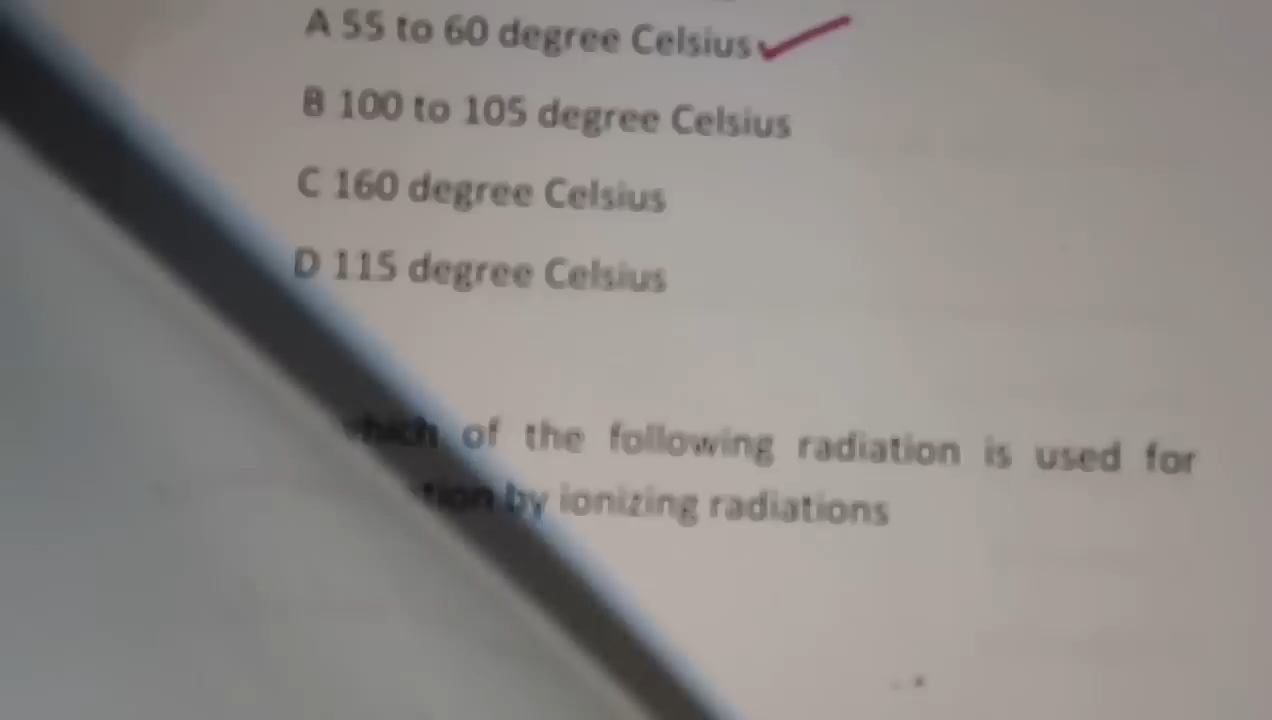 A 55 to 60 degree Celsius
B 100 to 105 degree Celsius
C 160 degree Celsius
D 115 degree Celsius
which of the following radiation is used for
by ionizing radiations